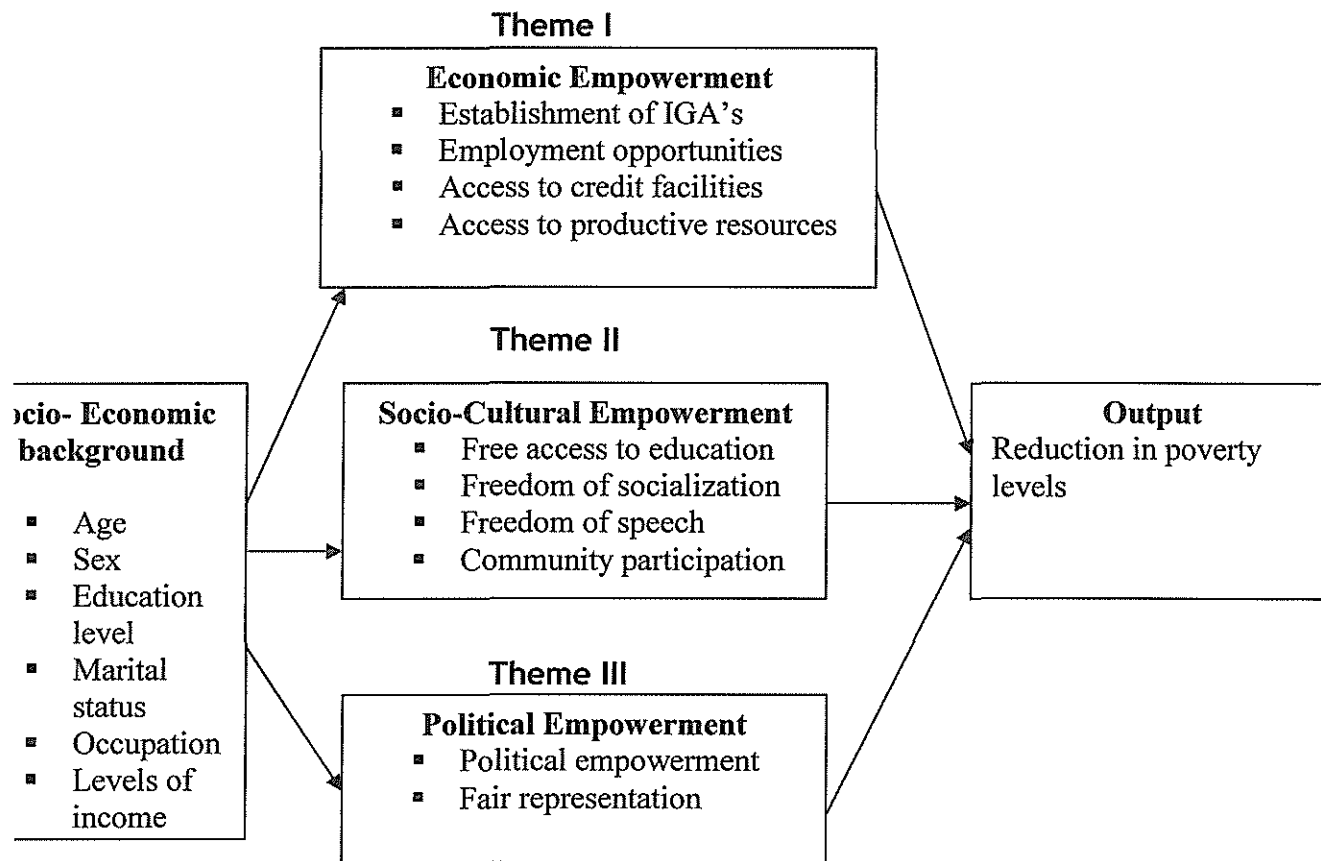 Theme I
Economic Empowerment
▪ Establishment of IGA's
▪ Employment opportunities
▪ Access to credit facilities
▪ Access to productive resources
Theme II
ocio- Economic
background
▪ Age
▪ Sex
▪ Education
level
▪ Marital
status
▪ Occupation
▪ Levels of
income
Socio-Cultural Empowerment
▪ Free access to education
▪ Freedom of socialization
▪ Freedom of speech
▪ Community participation
Output
Reduction in poverty
levels
Theme III
Political Empowerment
▪ Political empowerment
▪ Fair representation